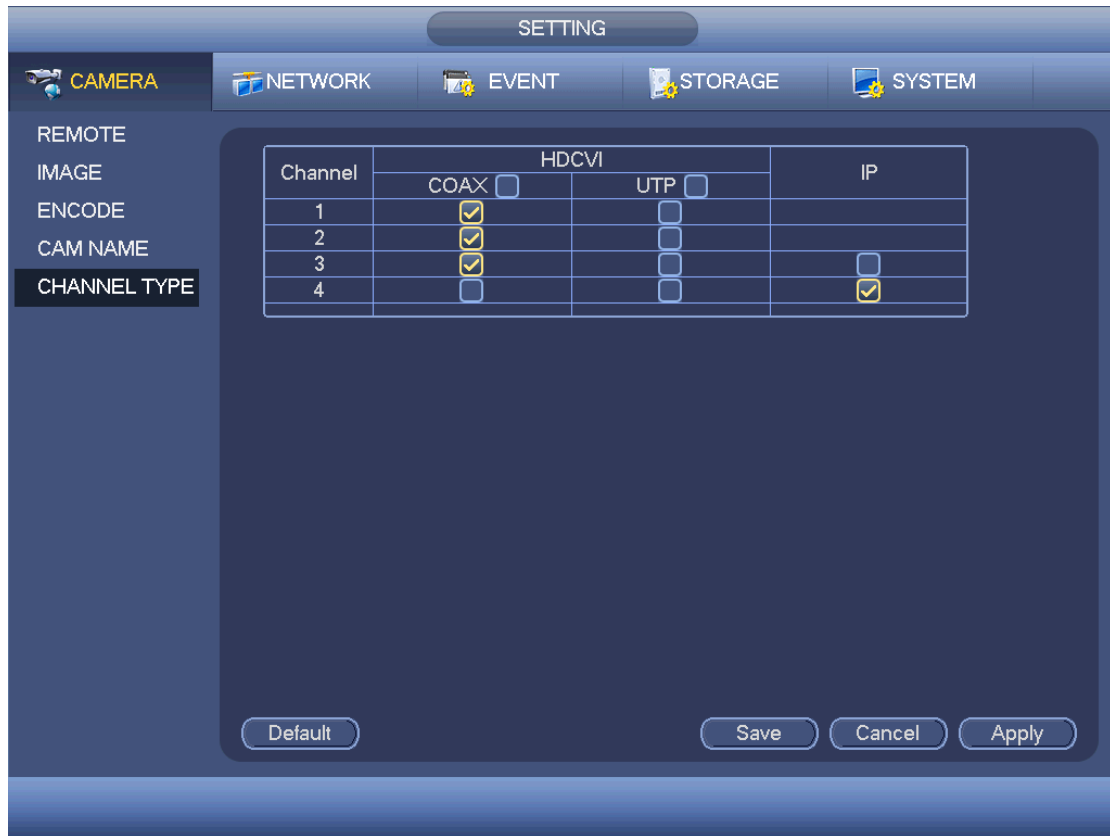 SETTING
CAMERA NETWORK EVENT STORAGE SYSTEM
REMOTE
IMAGE
ENCODE
CAM NAME
CHANNEL TYPE
Channel HDCVI IP
COAX UTP
1
2
3
4
Default Save Cancel Apply